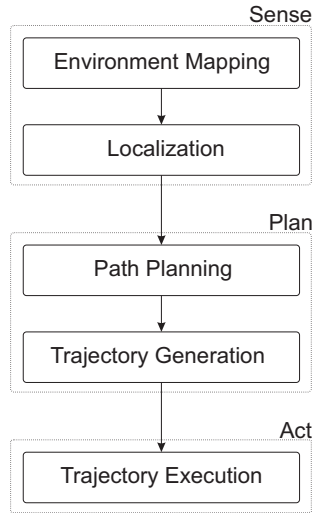 Sense
Environment Mapping
Localization
Plan
Path Planning
Trajectory Generation
Act
Trajectory Execution